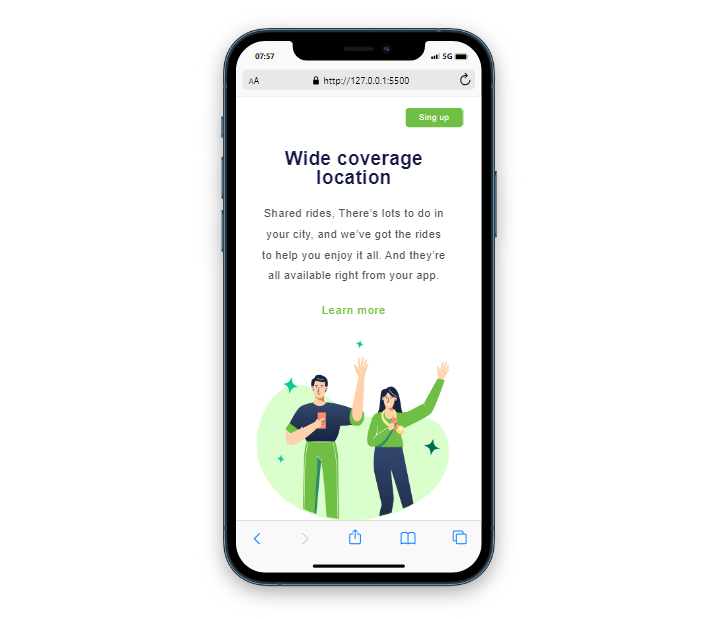 07:57
5G
AA
http://127.0.0.1:5500
Sing up
Wide coverage
location
Shared rides, There's lots to do in
your city, and we've got the rides
to help you enjoy it all. And they're
all available right from your app.
Learn more